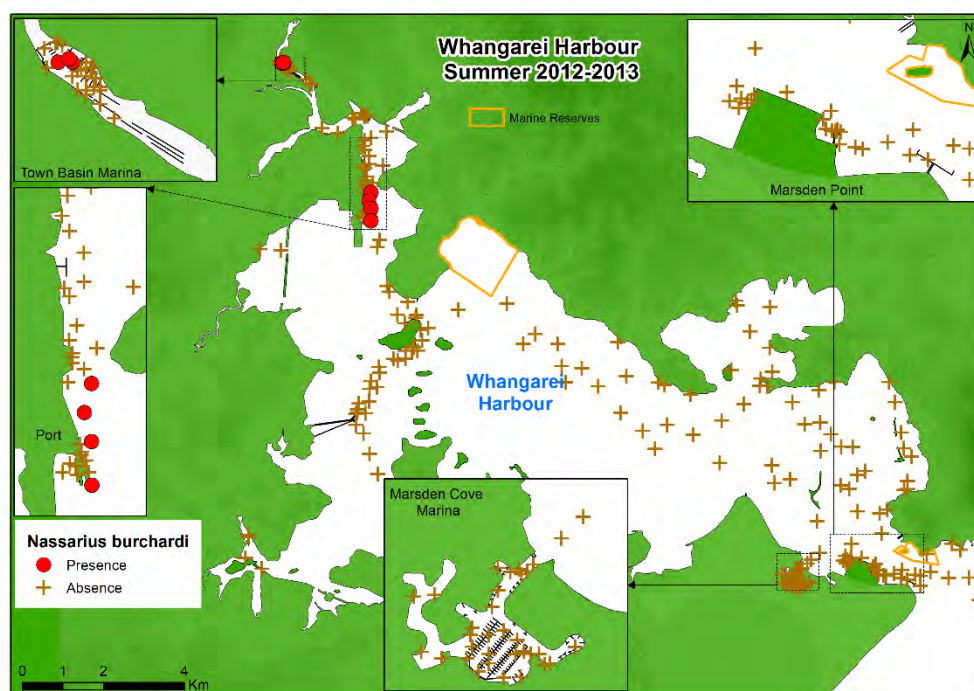 Whangarei Harbour
Summer 2012-2013
Marine Reserves
N
Town Basin Marina
Marsden Point
Port
Whangarei
Harbour
Marsden Cove
Marina
Nassarius burchardi
Presence
Absence
0 1 2 4
Km